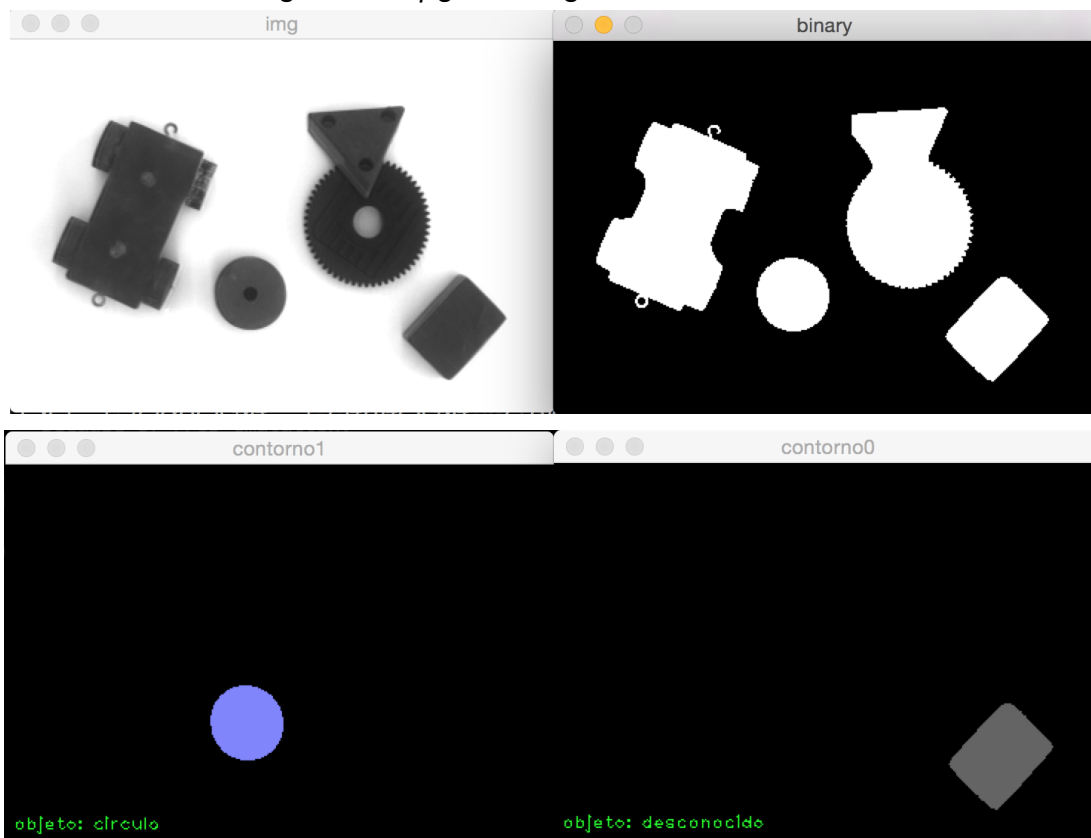 img
binary
contorno1
contorno0
objeto: circulo
objeto: desconocido